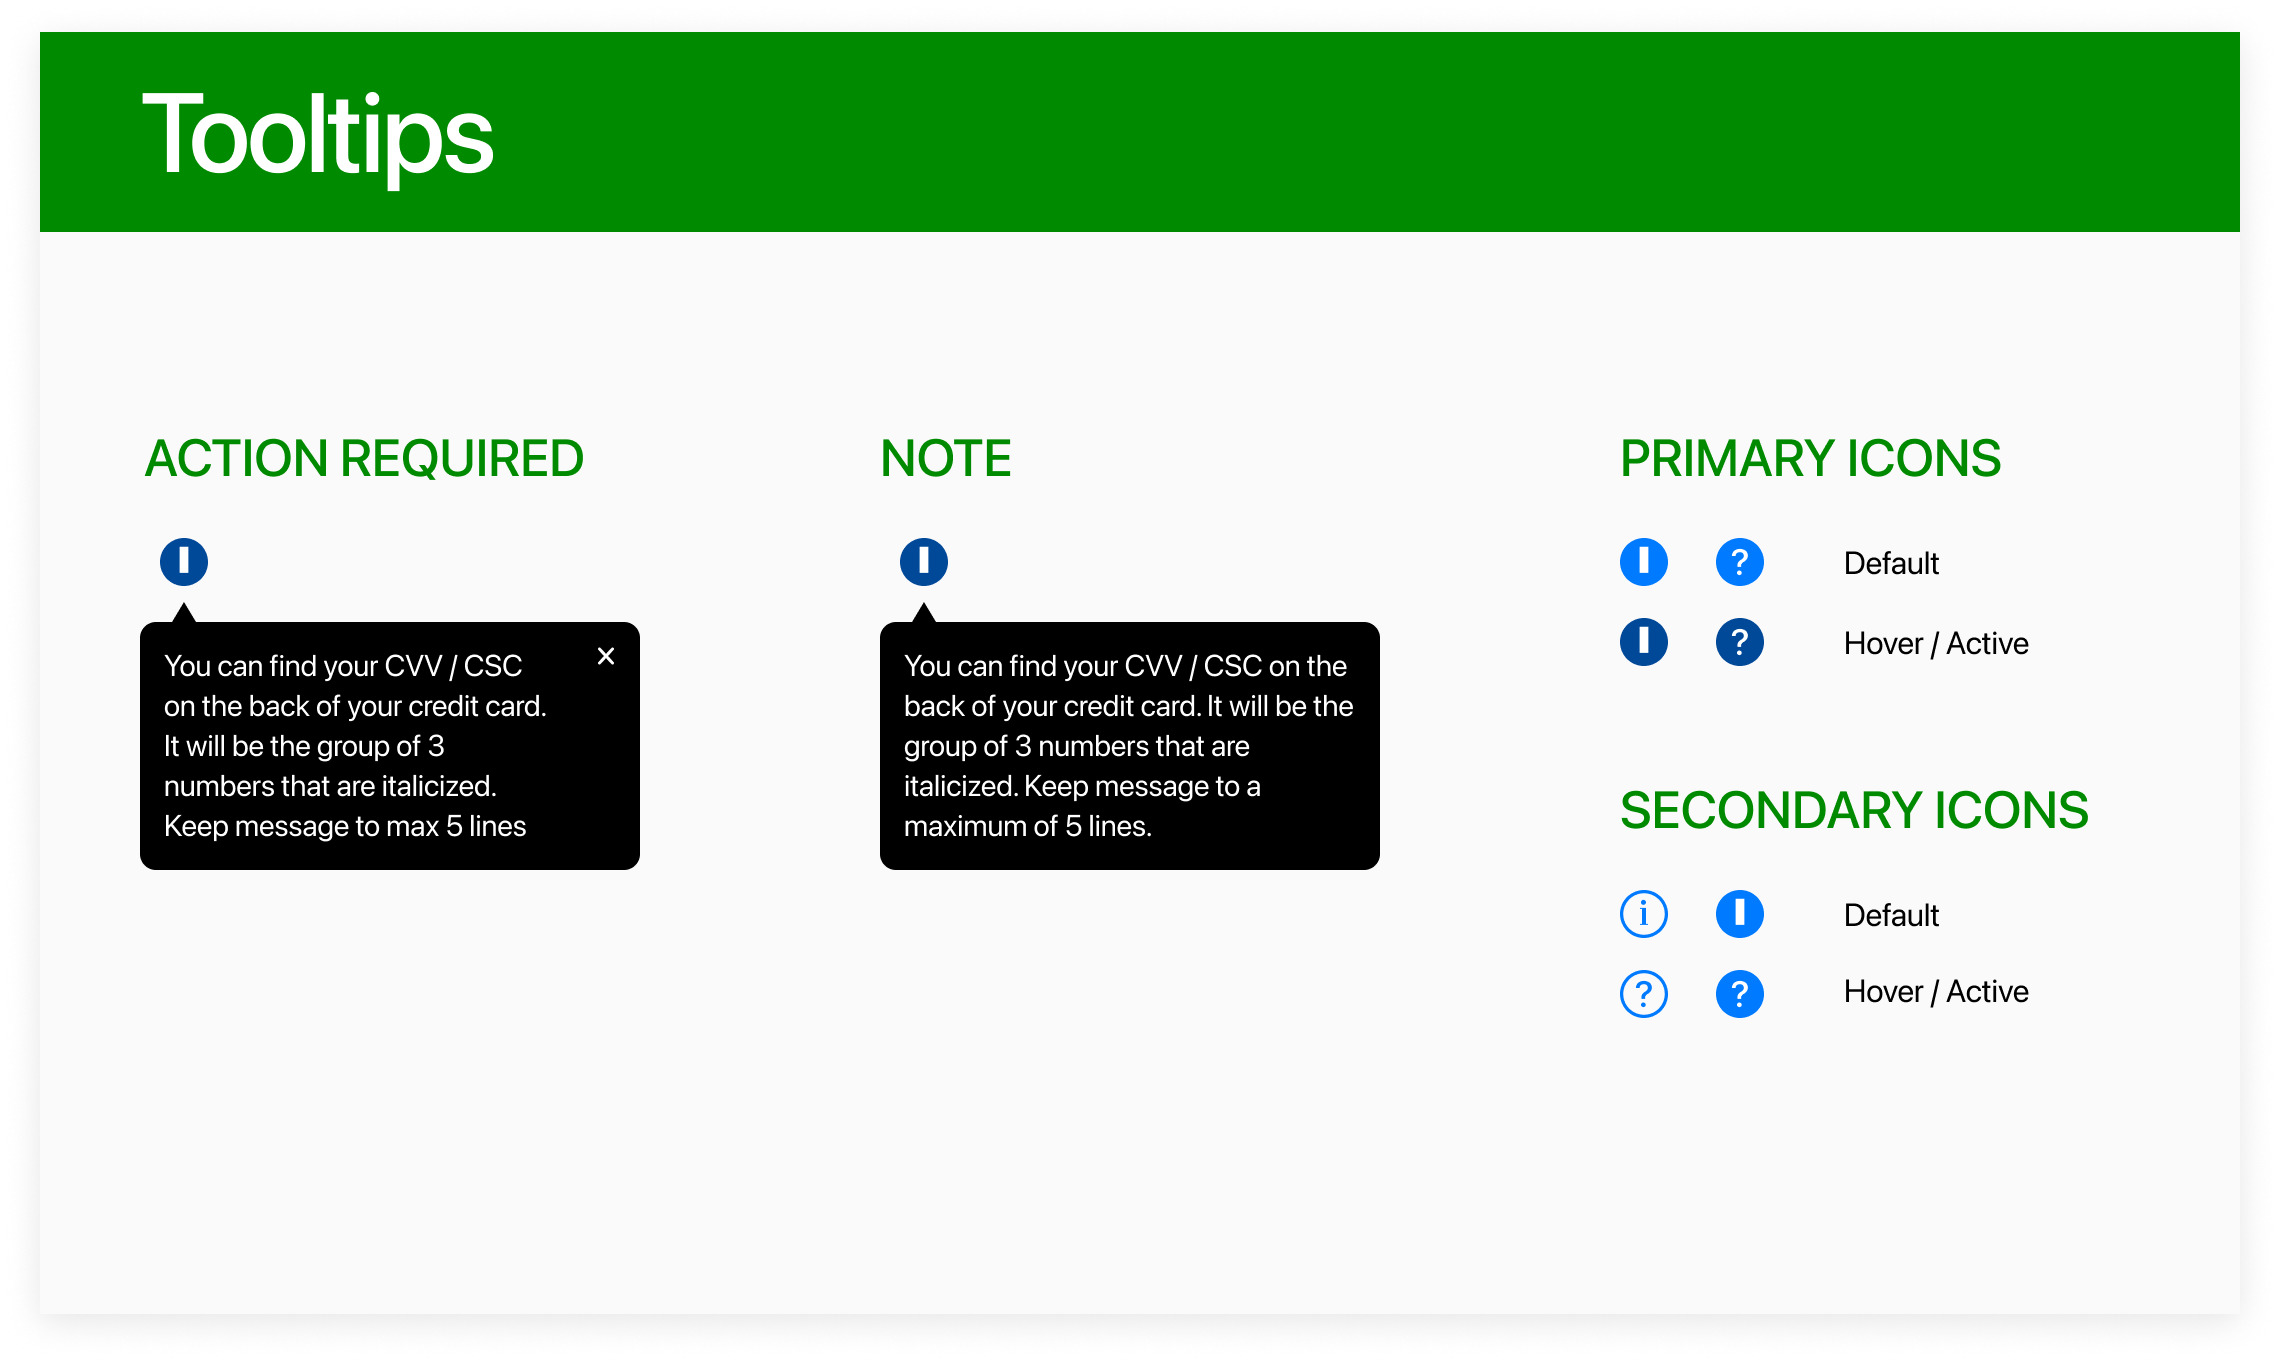 Tooltips
ACTION REQUIRED
I
You can find your CVV / CSC
on the back of your credit card.
It will be the group of 3
numbers that are italicized.
Keep message to max 5 lines
×
NOTE
I
You can find your CVV / CSC on the
back of your credit card. It will be the
group of 3 numbers that are
italicized. Keep message to a
maximum of 5 lines.
PRIMARY ICONS
I ? Default
I ? Hover / Active
SECONDARY ICONS
i I Default
? ? Hover / Active